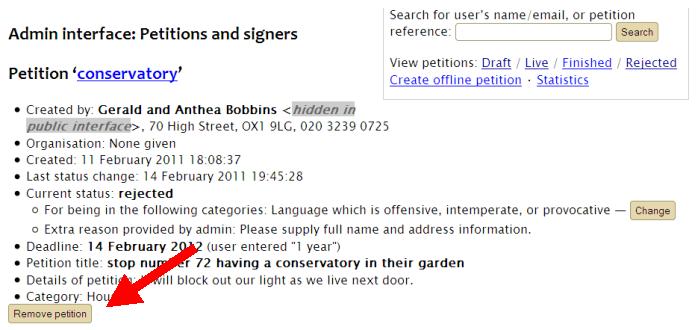 Search for user's name/email, or petition
reference: Search
Admin interface: Petitions and signers
View petitions: Draft / Live / Finished / Rejected
Create offline petition · Statistics
Petition ‘conservatory’
Created by: Gerald and Anthea Bobbins <hidden in
public interface>, 70 High Street, OX1 9LG, 020 3239 0725
Organisation: None given
Created: 11 February 2011 18:08:37
Last status change: 14 February 2011 19:45:28
Current status: rejected
For being in the following categories: Language which is offensive, intemperate, or provocative — Change
Extra reason provided by admin: Please supply full name and address information.
Deadline: 14 February 2012 (user entered "1 year")
Petition title: stop number 72 having a conservatory in their garden
Details of petition: will block out our light as we live next door.
Category:
Remove petition